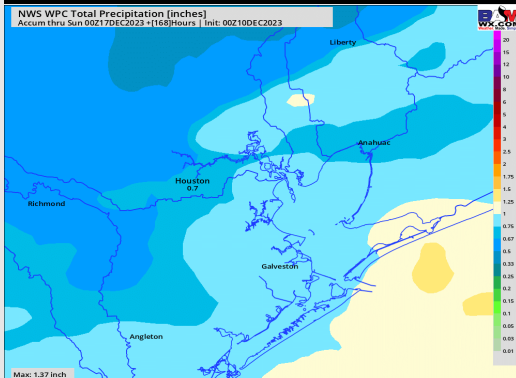 NWS WPC Total Precipitation [inches]
Accum thru Sun 00Z17DEC2023 +[168]Hours | Init: 00Z10DEC2023
WX.COM
Liberty
Anahuac
Houston
0.7
Richmond
Galveston
Angleton
Max: 1.37 inch
20
15
12
10
8
6
5
4
3
2.5
2
1.75
1.5
1.25
1
0.75
0.67
0.5
0.33
0.25
0.2
0.15
0.1
0.05
0.03
0.01